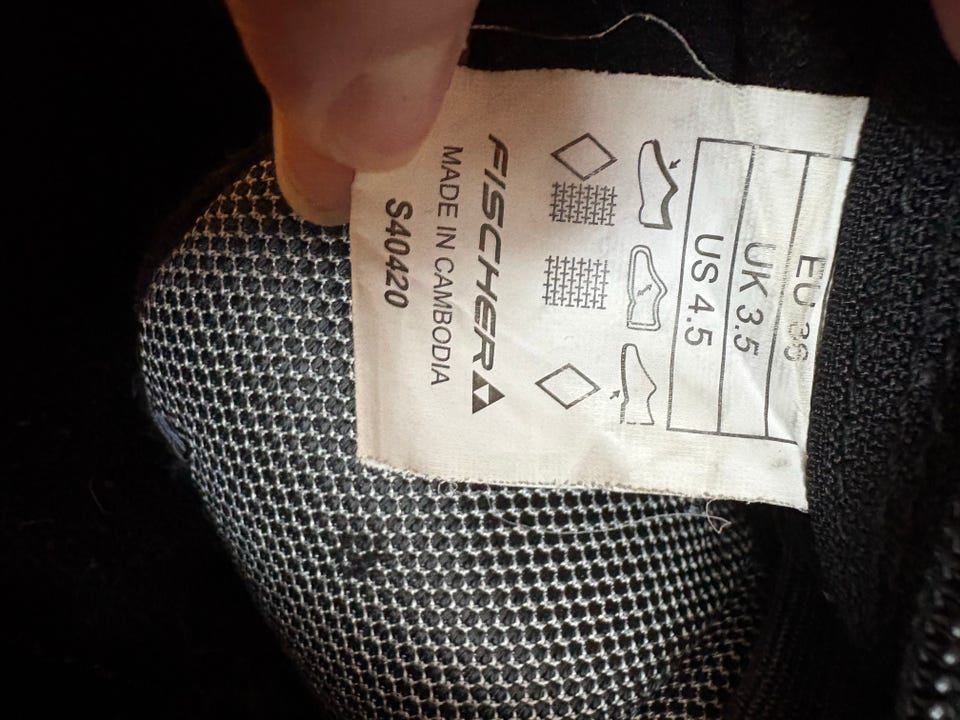 EU
UK 3.5
US 4.5
FISCHER
MADE IN CAMBODIA
S40420